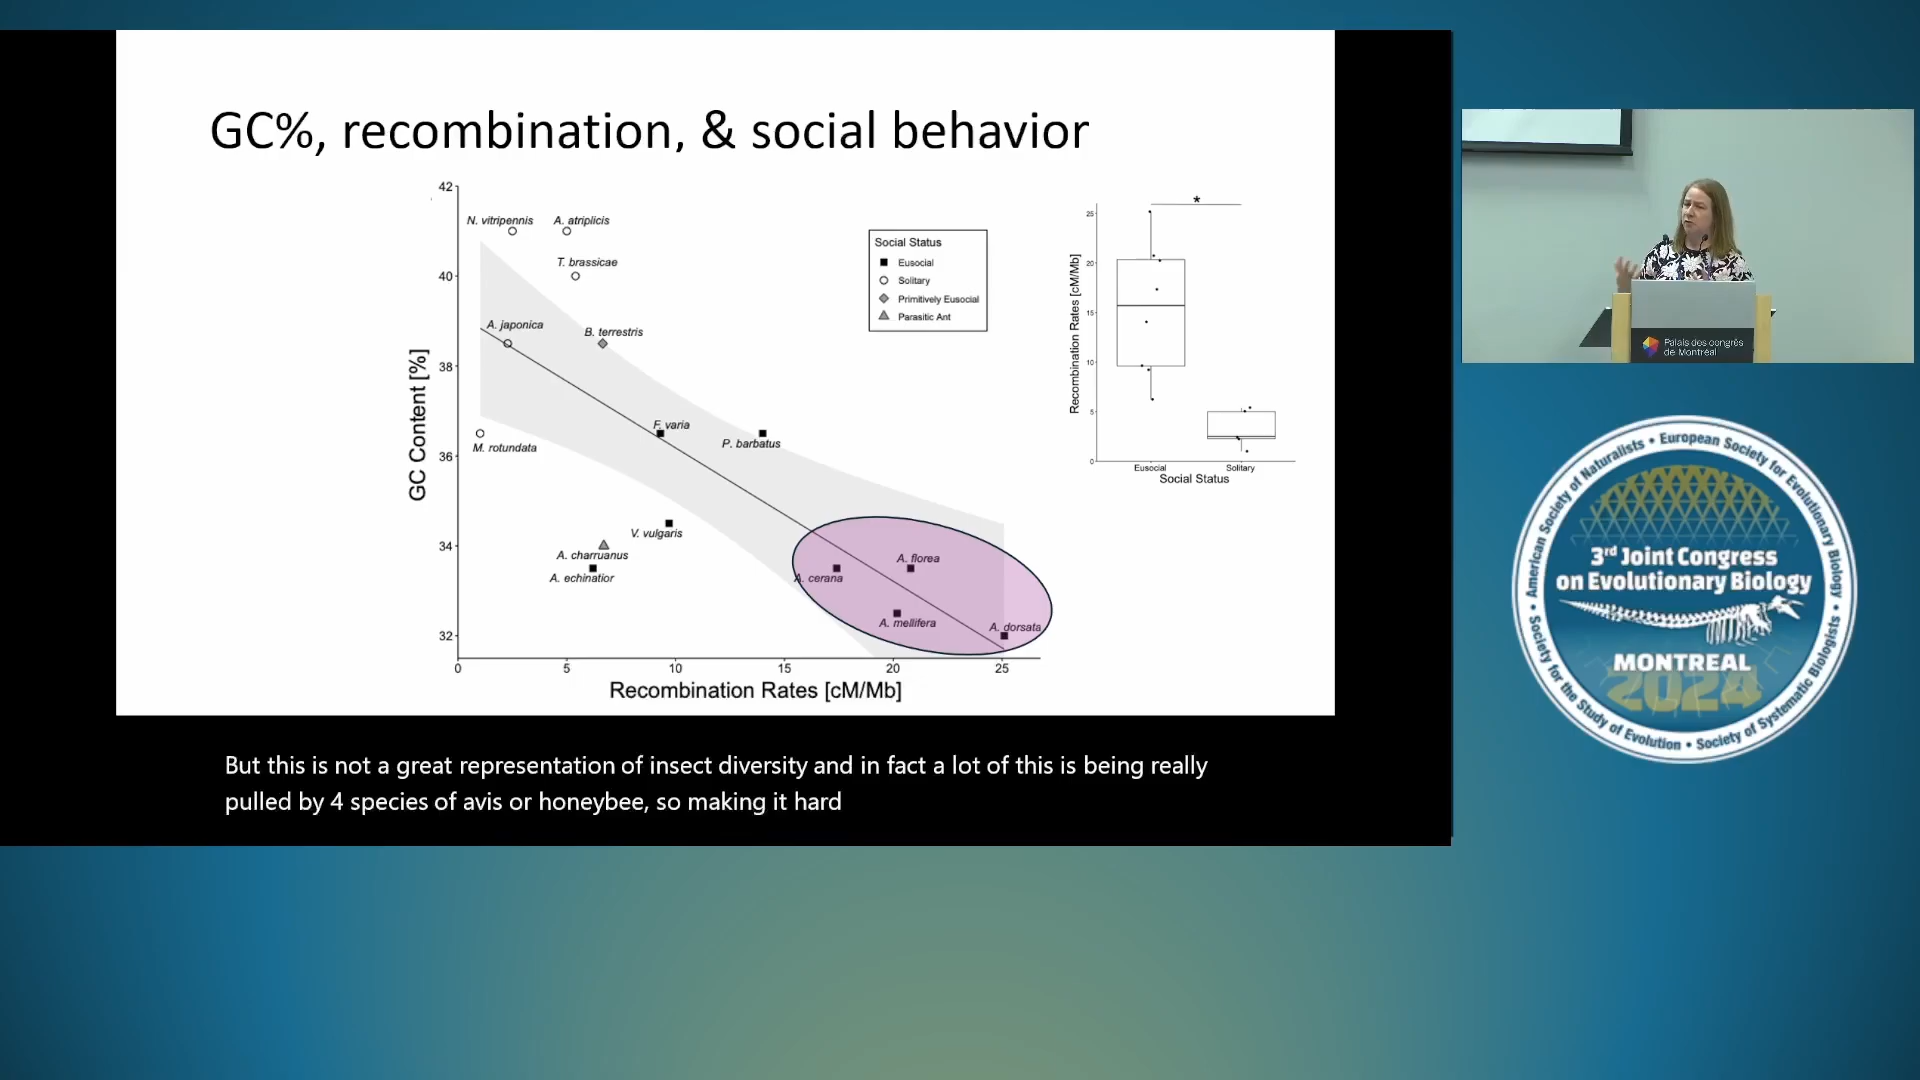 GC%, recombination, & social behavior
42
40
38
36
34
32
GC Content [%]
N. vitripennis
A. atriplicis
T. brassicae
A. japonica
B. terrestris
M. rotundata
F. varia
P. barbatus
V. vulgaris
A. charruanus
A. echinatior
A. cerana
A. florea
A. mellifera
A. dorsata
0 5 10 15 20 25
Recombination Rates [cM/Mb]
Social Status
Eusocial
Solitary
Primitively Eusocial
Parasitic Ant
*
25
20
15
10
5
0
Recombination Rates [cM/Mb]
Eusocial Solitary
Social Status
But this is not a great representation of insect diversity and in fact a lot of this is being really
pulled by 4 species of avis or honeybee, so making it hard
Palais des congrès
de Montréal
American Society of Naturalists • European Society for Evolutionary Biology •
Society for the Study of Evolution • Society of Systematic Biologists •
3rd Joint Congress
on Evolutionary Biology
MONTREAL
2024